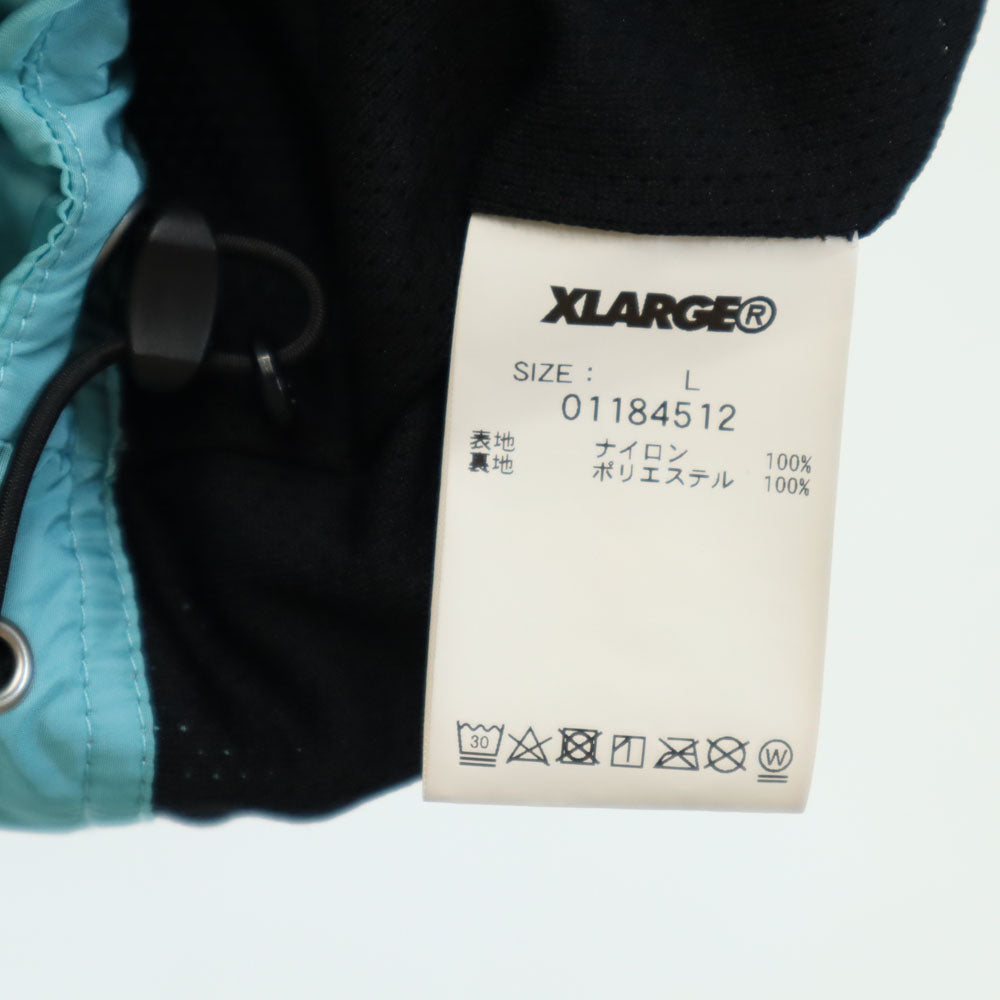 XLARGE®
SIZE : L
01184512
表地 ナイロン 100%
裏地 ポリエステル 100%
30
W